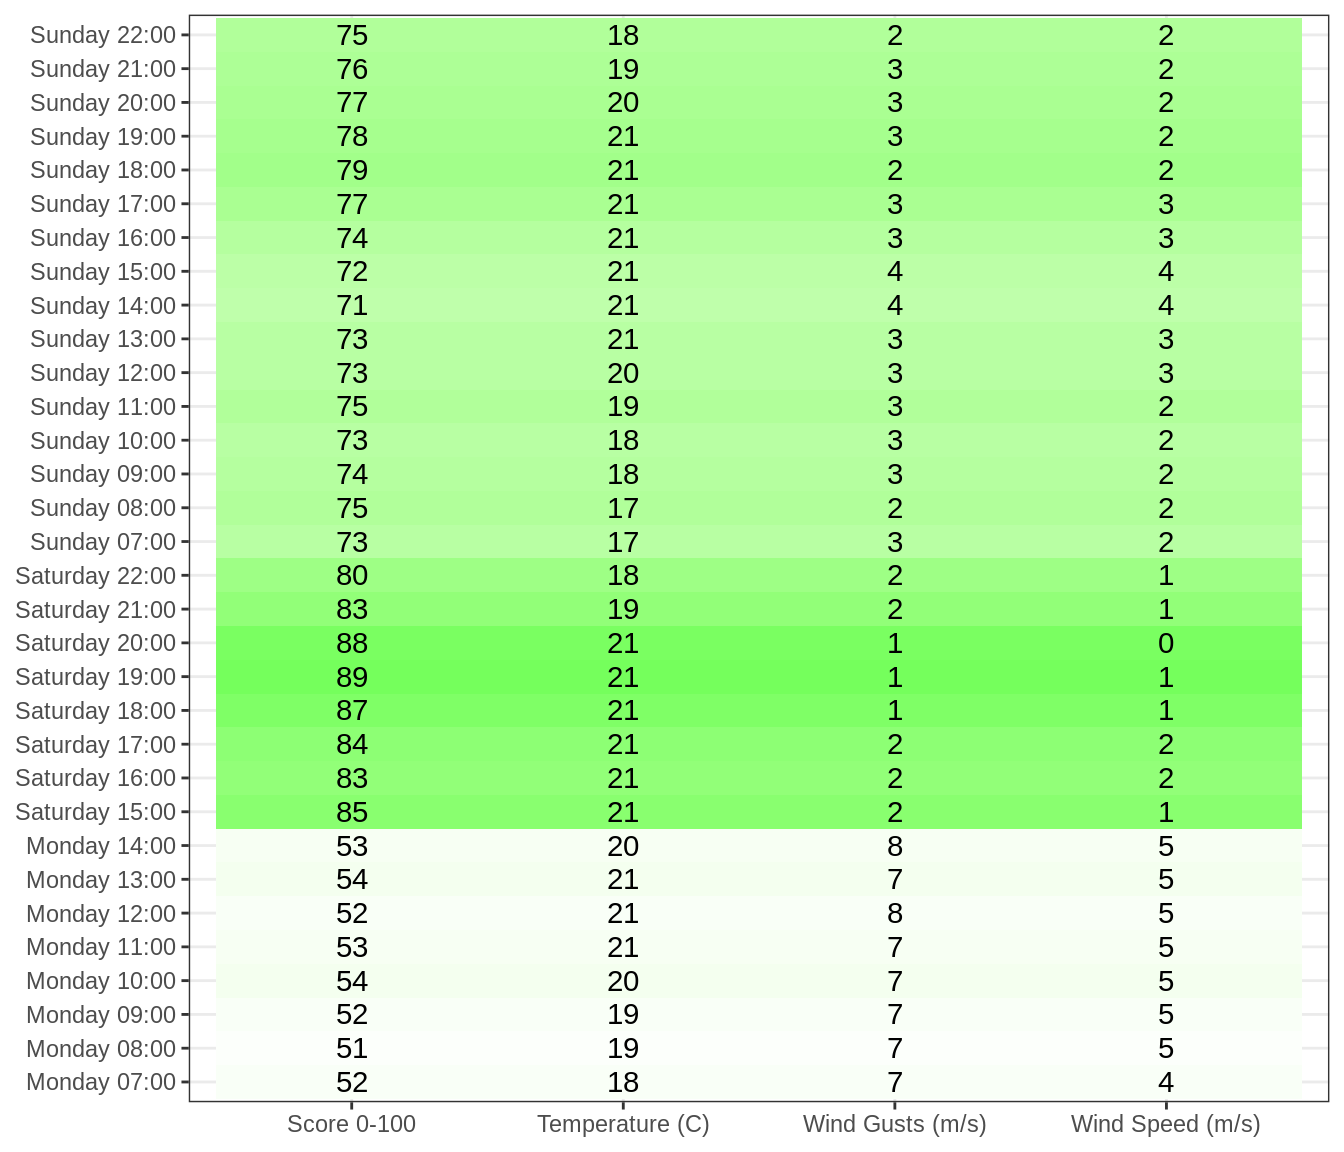 Sunday 22:00 75 18 2 2
Sunday 21:00 76 19 3 2
Sunday 20:00 77 20 3 2
Sunday 19:00 78 21 3 2
Sunday 18:00 79 21 2 2
Sunday 17:00 77 21 3 3
Sunday 16:00 74 21 3 3
Sunday 15:00 72 21 4 4
Sunday 14:00 71 21 4 4
Sunday 13:00 73 21 3 3
Sunday 12:00 73 20 3 3
Sunday 11:00 75 19 3 2
Sunday 10:00 73 18 3 2
Sunday 09:00 74 18 3 2
Sunday 08:00 75 17 2 2
Sunday 07:00 73 17 3 2
Saturday 22:00 80 18 2 1
Saturday 21:00 83 19 2 1
Saturday 20:00 88 21 1 0
Saturday 19:00 89 21 1 1
Saturday 18:00 87 21 1 1
Saturday 17:00 84 21 2 2
Saturday 16:00 83 21 2 2
Saturday 15:00 85 21 2 1
Monday 14:00 53 20 8 5
Monday 13:00 54 21 7 5
Monday 12:00 52 21 8 5
Monday 11:00 53 21 7 5
Monday 10:00 54 20 7 5
Monday 09:00 52 19 7 5
Monday 08:00 51 19 7 5
Monday 07:00 52 18 7 4
Score 0-100 Temperature (C) Wind Gusts (m/s) Wind Speed (m/s)